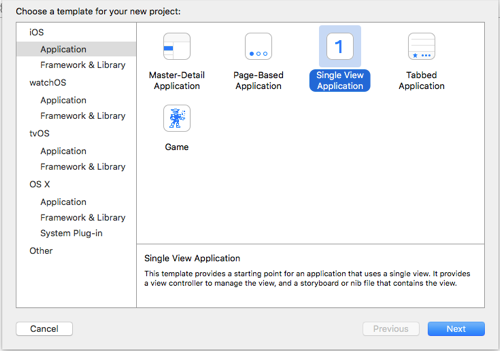 Choose a template for your new project:
iOS
Application
Framework & Library
watchOS
Application
Framework & Library
tvOS
Application
Framework & Library
OS X
Application
Framework & Library
System Plug-in
Other
1
Master-Detail
Application
Page-Based
Application
Single View
Application
Tabbed
Application
Game
Single View Application
This template provides a starting point for an application that uses a single view. It provides
a view controller to manage the view, and a storyboard or nib file that contains the view.
Cancel
Previous
Next